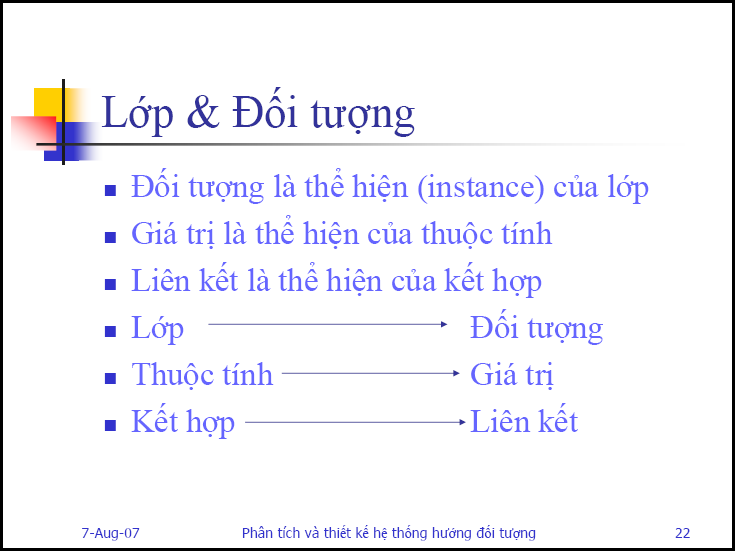 Lớp & Đối tượng
Đối tượng là thể hiện (instance) của lớp
Giá trị là thể hiện của thuộc tính
Liên kết là thể hiện của kết hợp
Lớp Đối tượng
Thuộc tính Giá trị
Kết hợp Liên kết
7-Aug-07 Phân tích và thiết kế hệ thống hướng đối tượng 22